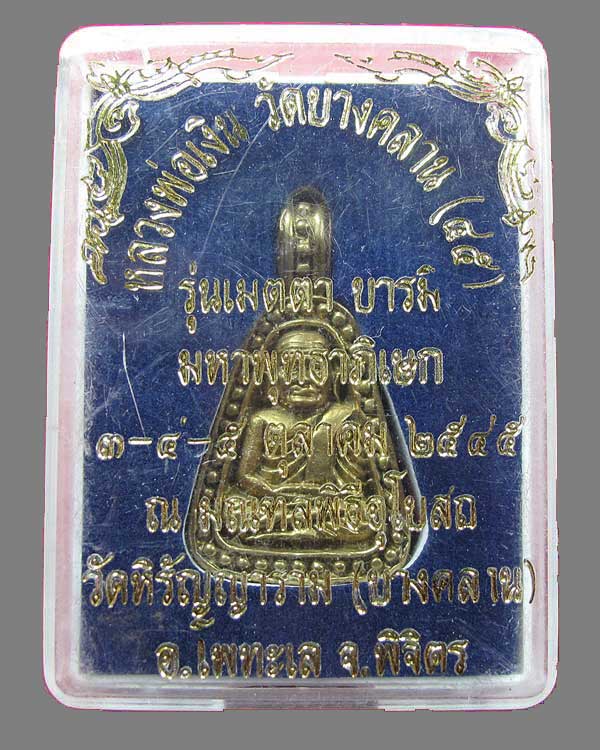 หลวงพ่อเงิน วัดบางคลาน (๔๕)
รุ่นเมตตา บารมี
มหาพุทธาภิเษก
๓-๔-๕ ตุลาคม ๒๕๔๕
ณ มณฑลพิธีอุโบสถ
วัดหิรัญญาราม (บางคลาน)
อ.โพทะเล จ.พิจิตร